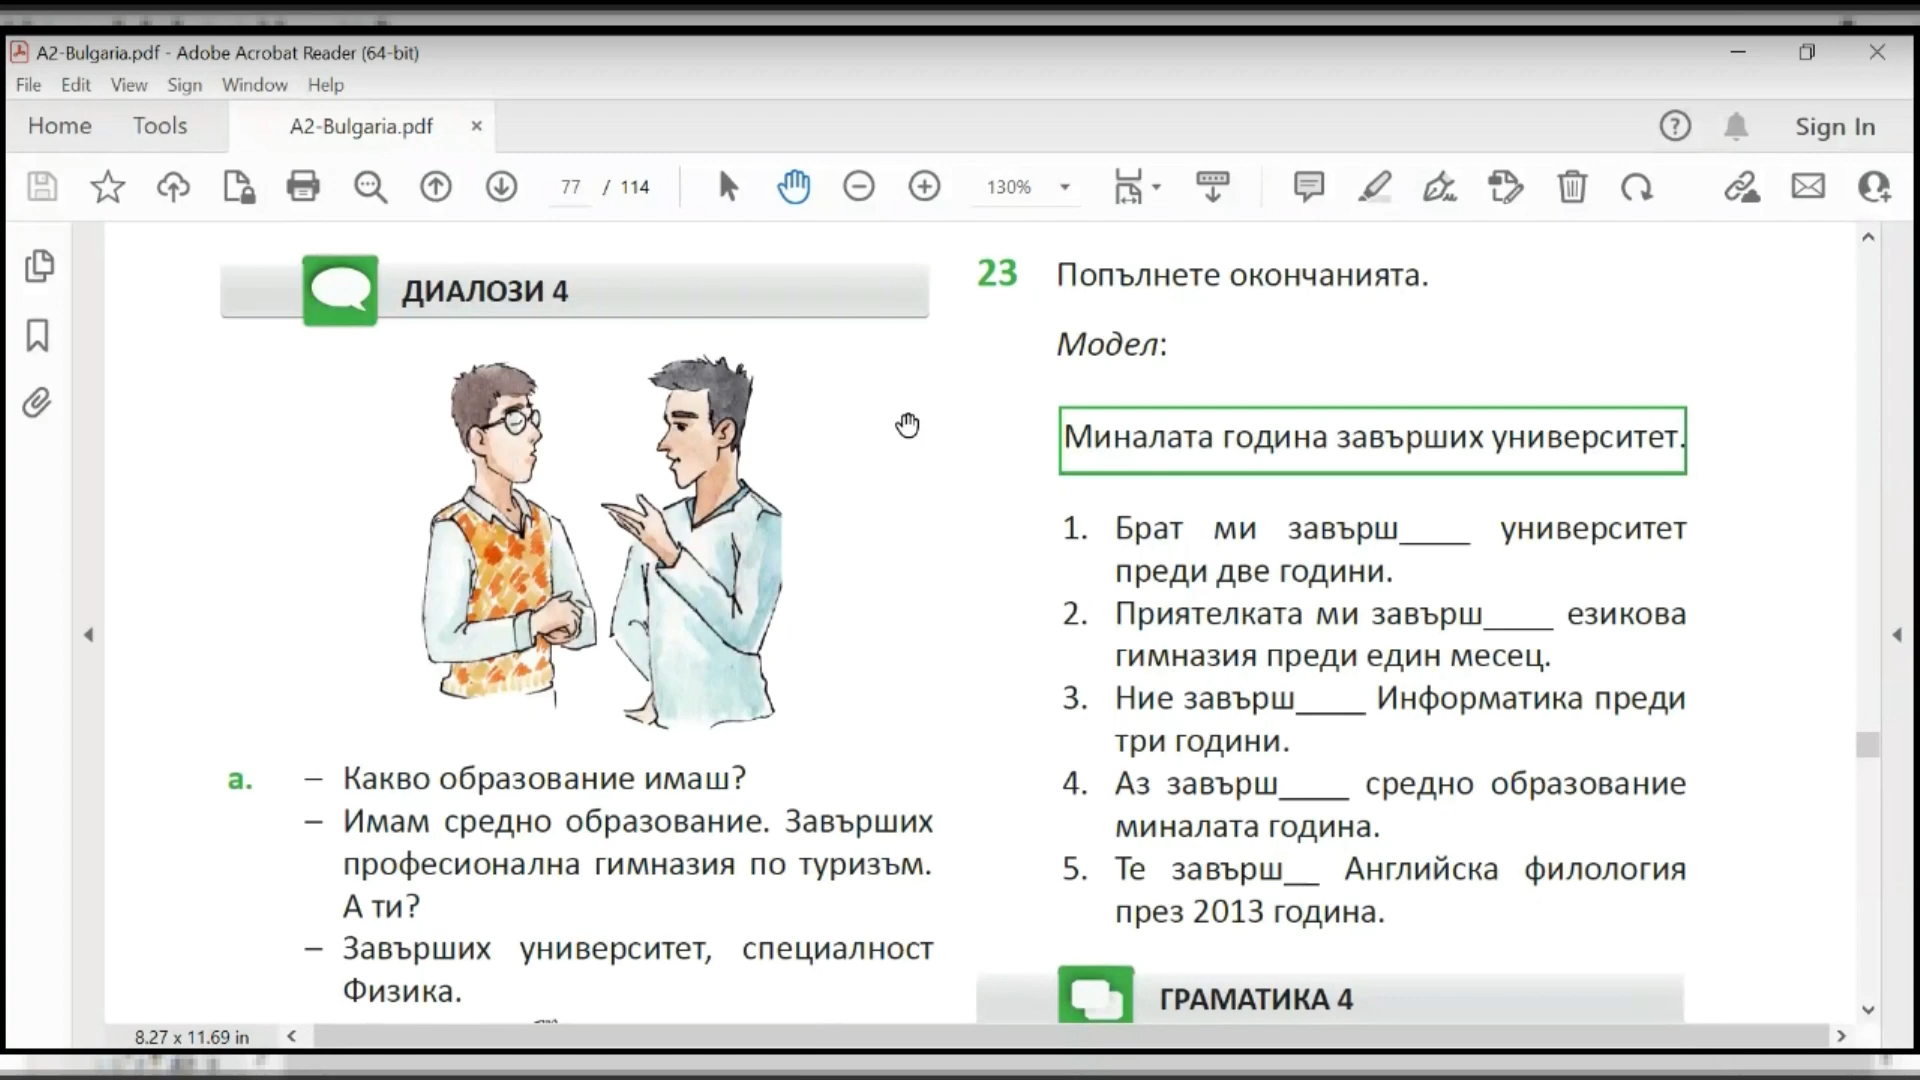 A2-Bulgaria.pdf - Adobe Acrobat Reader (64-bit)
File Edit View Sign Window Help
Home Tools A2-Bulgaria.pdf × Sign In
77 / 114 130%
ДИАЛОЗИ 4
а. – Какво образование имаш?
– Имам средно образование. Завърших
професионална гимназия по туризъм.
А ти?
– Завърших университет, специалност
Физика.
23 Попълнете окончанията.
Модел:
Миналата година завърших университет.
1. Брат ми завърш____ университет
преди две години.
2. Приятелката ми завърш____ езикова
гимназия преди един месец.
3. Ние завърш____ Информатика преди
три години.
4. Аз завърш____ средно образование
миналата година.
5. Те завърш__ Английска филология
през 2013 година.
ГРАМАТИКА 4
8.27 x 11.69 in